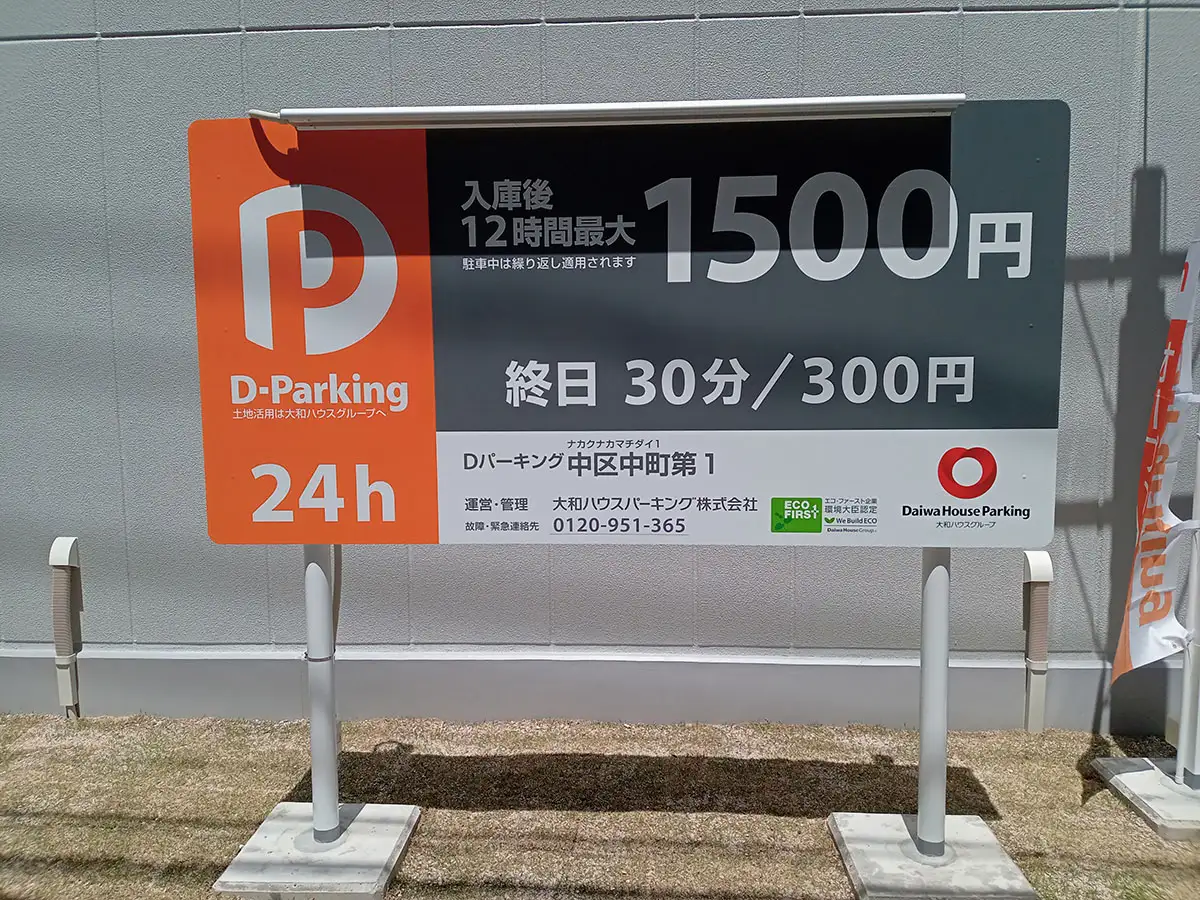 入庫後
12時間最大
1500円
駐車中は繰り返し適用されます
終日 30分/300円
D-Parking
土地活用は大和ハウスグループへ
24h
ナカクナカマチダイ1
Dパーキング 中区中町第1
運営・管理 大和ハウスパーキング株式会社
故障・緊急連絡先 0120-951-365
ECO FIRST
エコ・ファースト企業
環境大臣認定
We Build ECO
Daiwa House Group
Daiwa House Parking
大和ハウスグループ